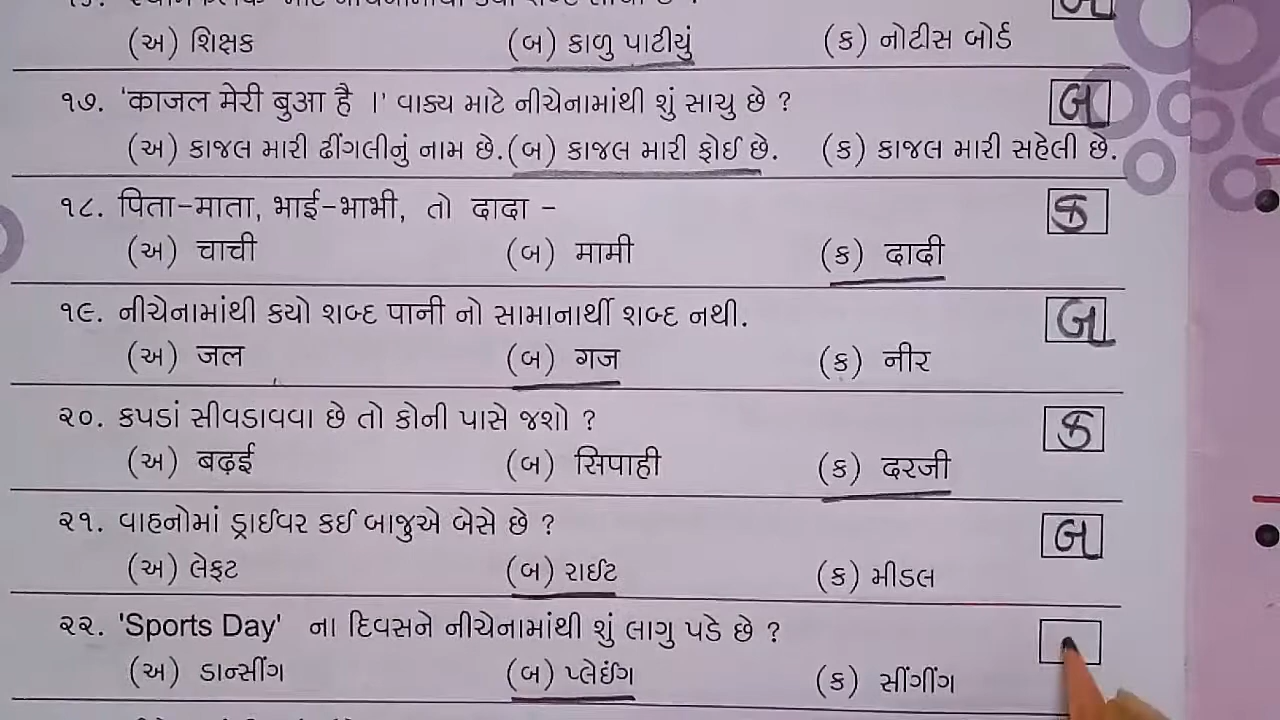 (અ) શિક્ષક (બ) કાળુ પાટીયું (ક) નોટીસ બોર્ડ
૧૭. 'काजल मेरी बुआ है ।' વાક્ય માટે નીચેનામાંથી શું સાચુ છે ? બ
(અ) કાજલ મારી ઢીંગલીનું નામ છે. (બ) કાજલ મારી ફોઈ છે. (ક) કાજલ મારી સહેલી છે.
૧૮. पिता-माता, भाई-भाभी, तो दादा - ક
(અ) चाची (બ) मामी (ક) दादी
૧૯. નીચેનામાંથી કયો શબ્દ પાની નો સામાનાર્થી શબ્દ નથી. બ
(અ) जल (બ) गज (ક) नीर
૨૦. કપડાં સીવડાવવા છે તો કોની પાસે જશો ? ક
(અ) बढ़ई (બ) सिपाही (ક) दरजी
૨૧. વાહનોમાં ડ્રાઈવર કઈ બાજુએ બેસે છે ? બ
(અ) લેફટ (બ) રાઈટ (ક) મીડલ
૨૨. 'Sports Day' ના દિવસને નીચેનામાંથી શું લાગુ પડે છે ?
(અ) ડાન્સીંગ (બ) પ્લેઈંગ (ક) સીંગીંગ